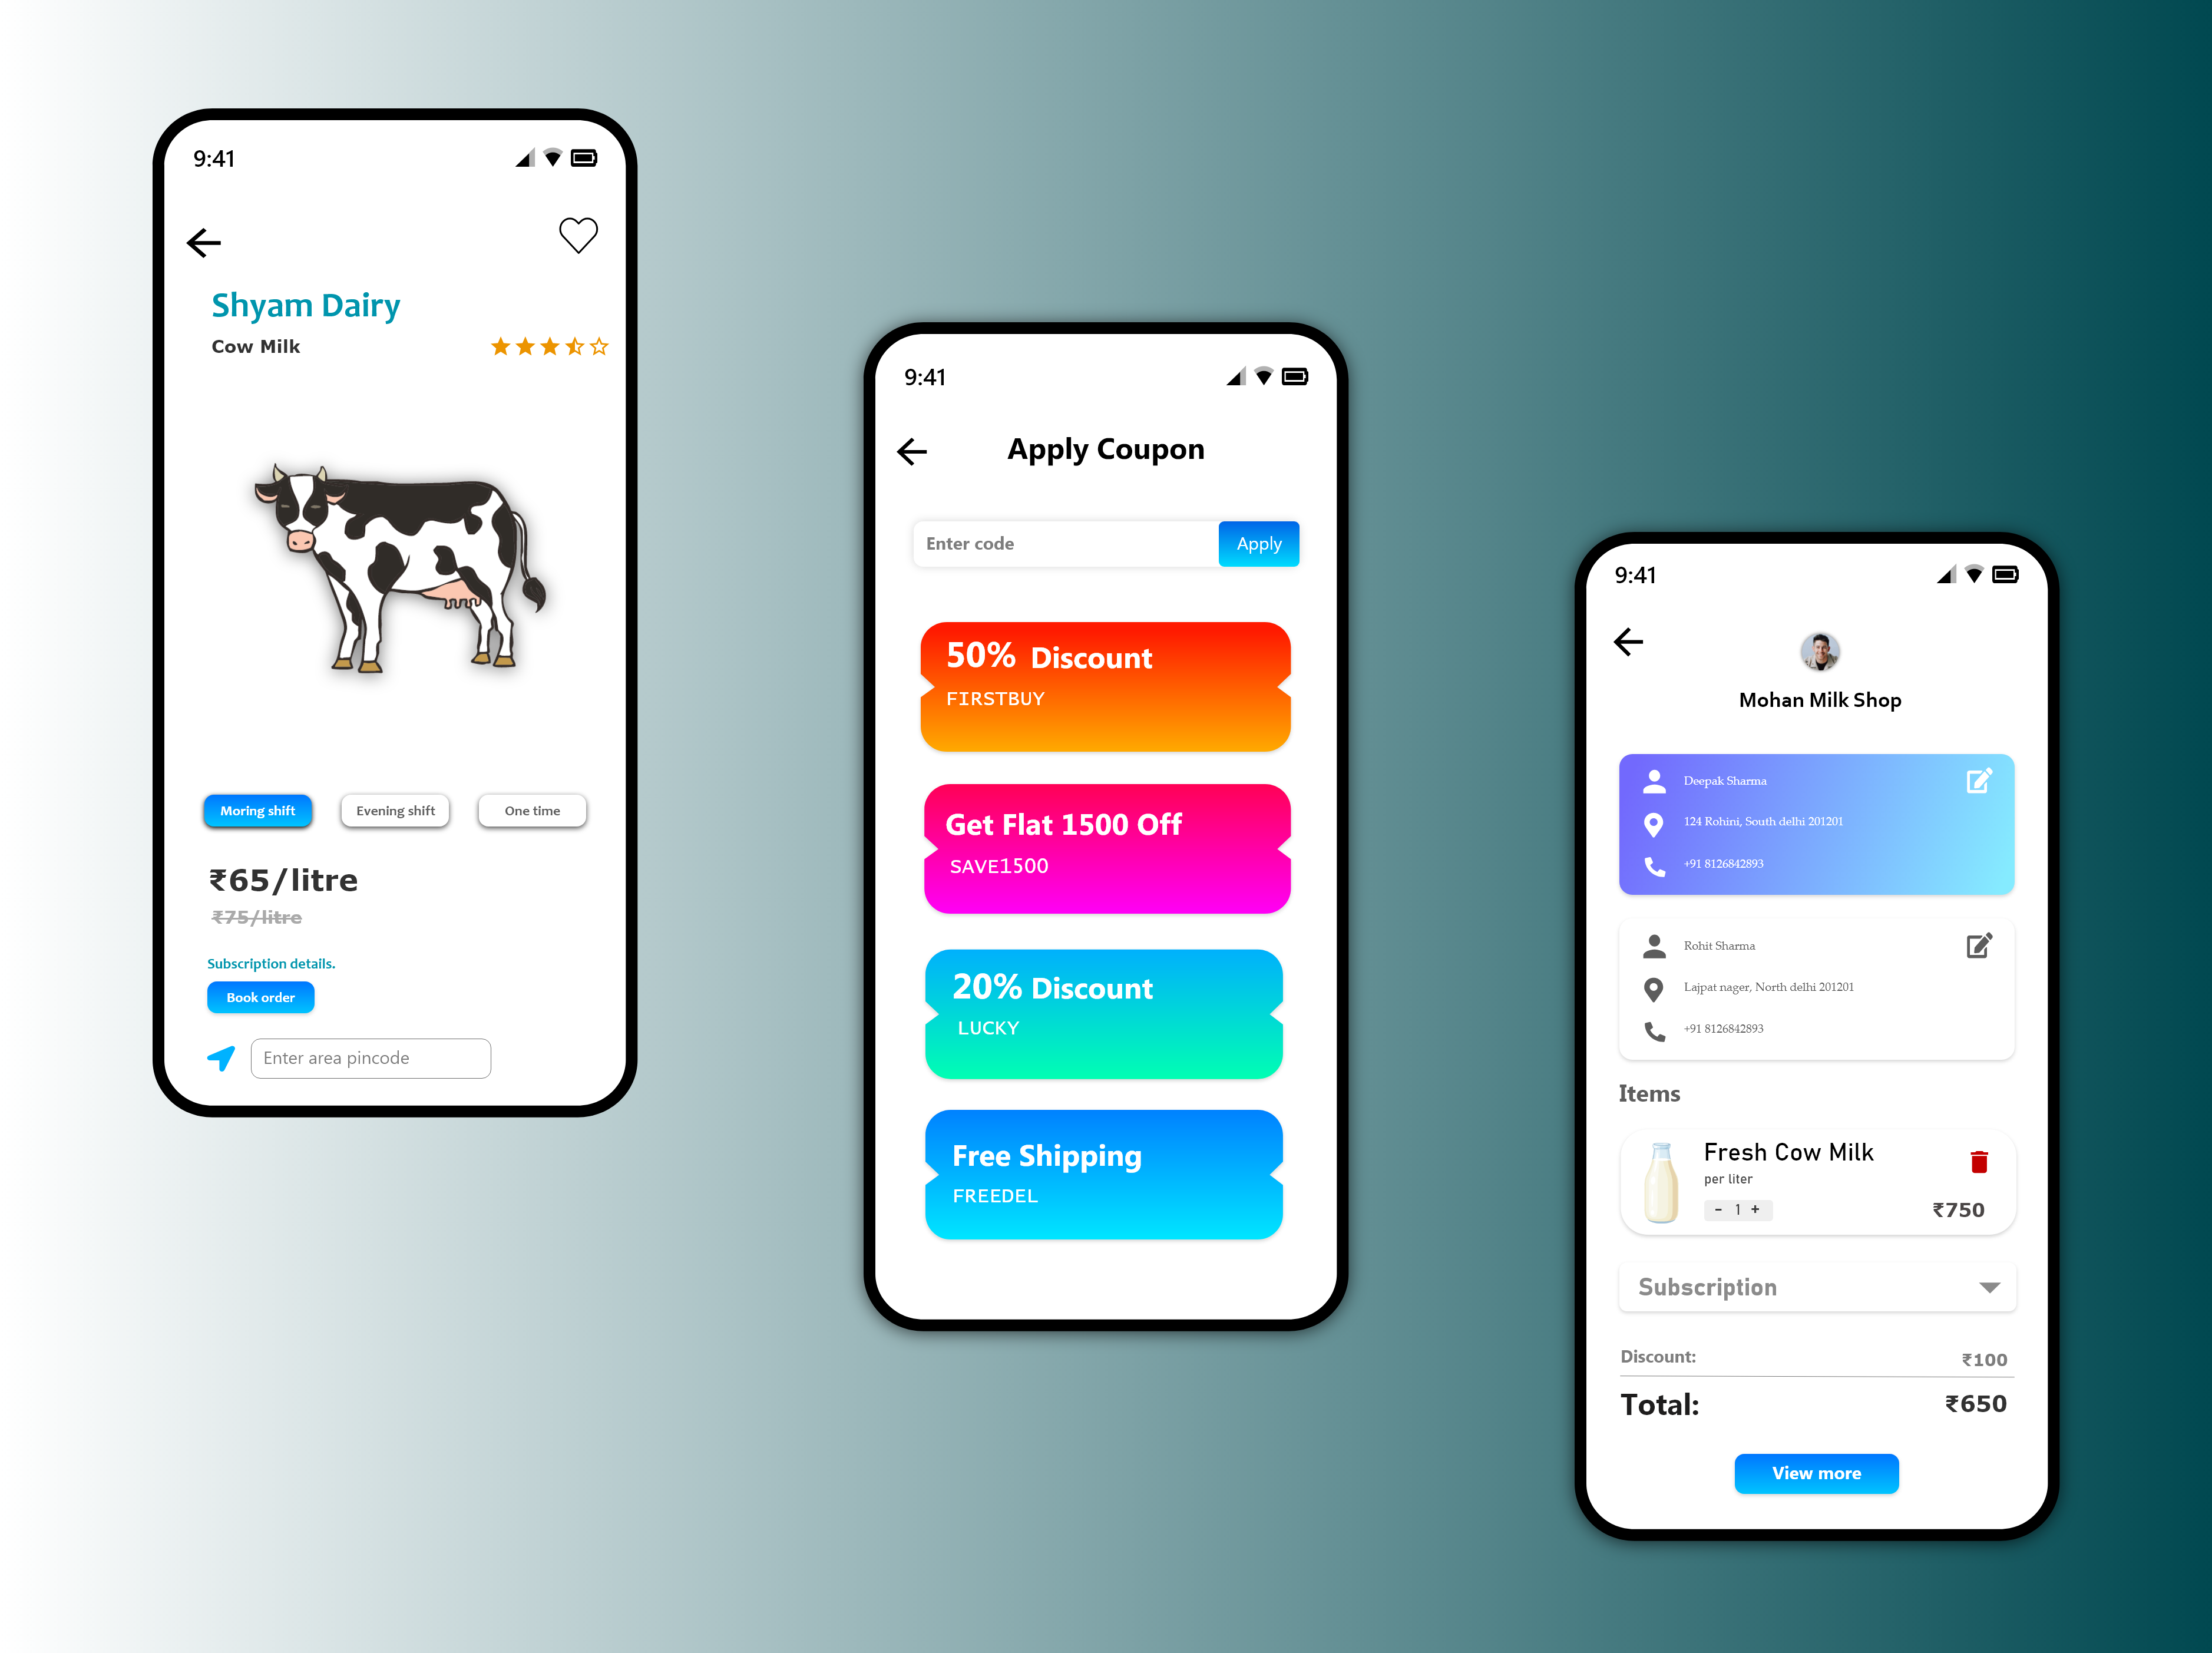 9:41
Shyam Dairy
Cow Milk
Moring shift
Evening shift
One time
₹65/litre
₹75/litre
Subscription details.
Book order
Enter area pincode
9:41
Apply Coupon
Enter code
Apply
50% Discount
FIRSTBUY
Get Flat 1500 Off
SAVE1500
20% Discount
LUCKY
Free Shipping
FREEDEL
9:41
Mohan Milk Shop
Deepak Sharma
124 Rohini, South delhi 201201
+91 8126842893
Rohit Sharma
Lajpat nager, North delhi 201201
+91 8126842893
Items
Fresh Cow Milk
per liter
- 1 +
₹750
Subscription
Discount: ₹100
Total: ₹650
View more